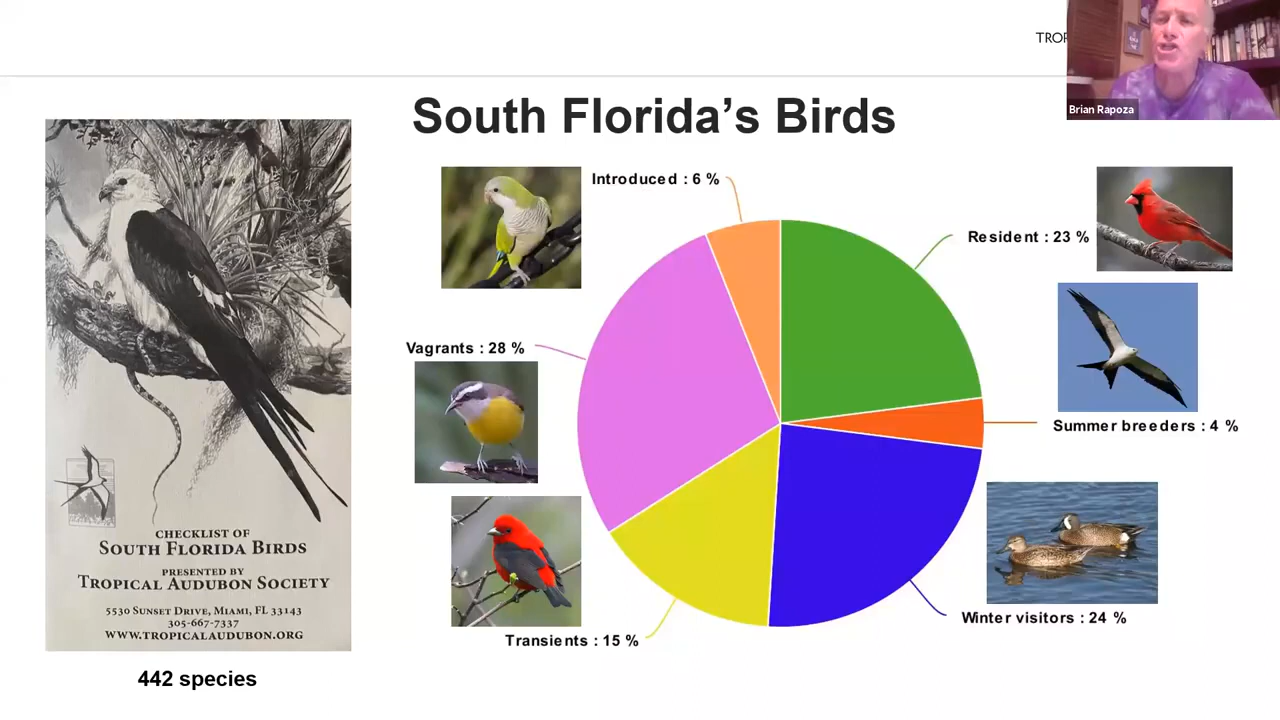 Brian Rapoza
South Florida's Birds
Introduced : 6 %
Resident : 23 %
Vagrants : 28 %
Summer breeders : 4 %
Winter visitors : 24 %
Transients : 15 %
CHECKLIST OF
SOUTH FLORIDA BIRDS
PRESENTED BY
TROPICAL AUDUBON SOCIETY
5530 SUNSET DRIVE, MIAMI, FL 33143
305-667-7337
WWW.TROPICALAUDUBON.ORG
442 species